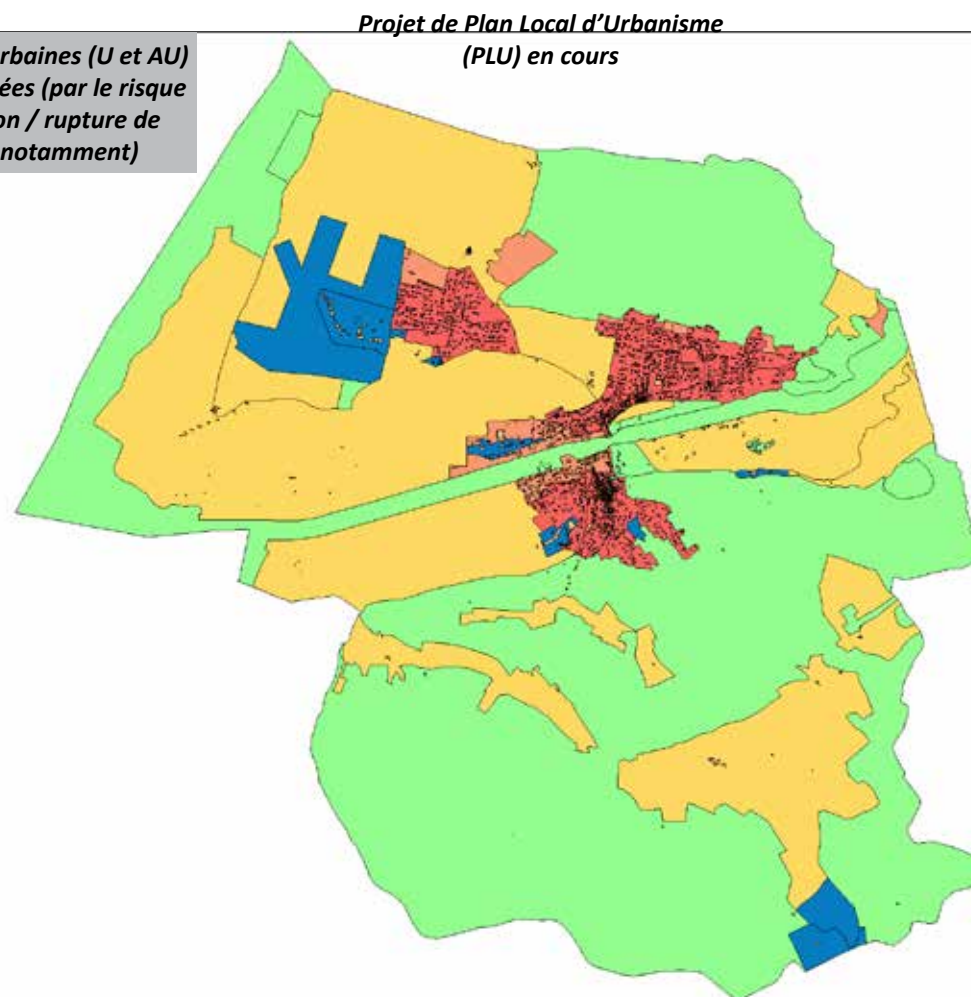 Projet de Plan Local d'Urbanisme
(PLU) en cours
rbaines (U et AU)
ées (par le risque
on / rupture de
notamment)